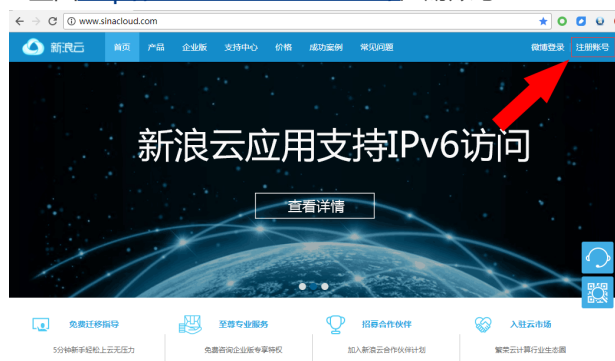 www.sinacloud.com
新浪云 首页 产品 企业版 支持中心 价格 成功案例 常见问题 微博登录 注册账号
新浪云应用支持IPv6访问
查看详情
免费迁移指导 至尊专业服务 招募合作伙伴 入驻云市场
5分钟新手轻松上云无压力 免费咨询企业版专享特权 加入新浪云合作伙伴计划 繁荣云计算行业生态圈